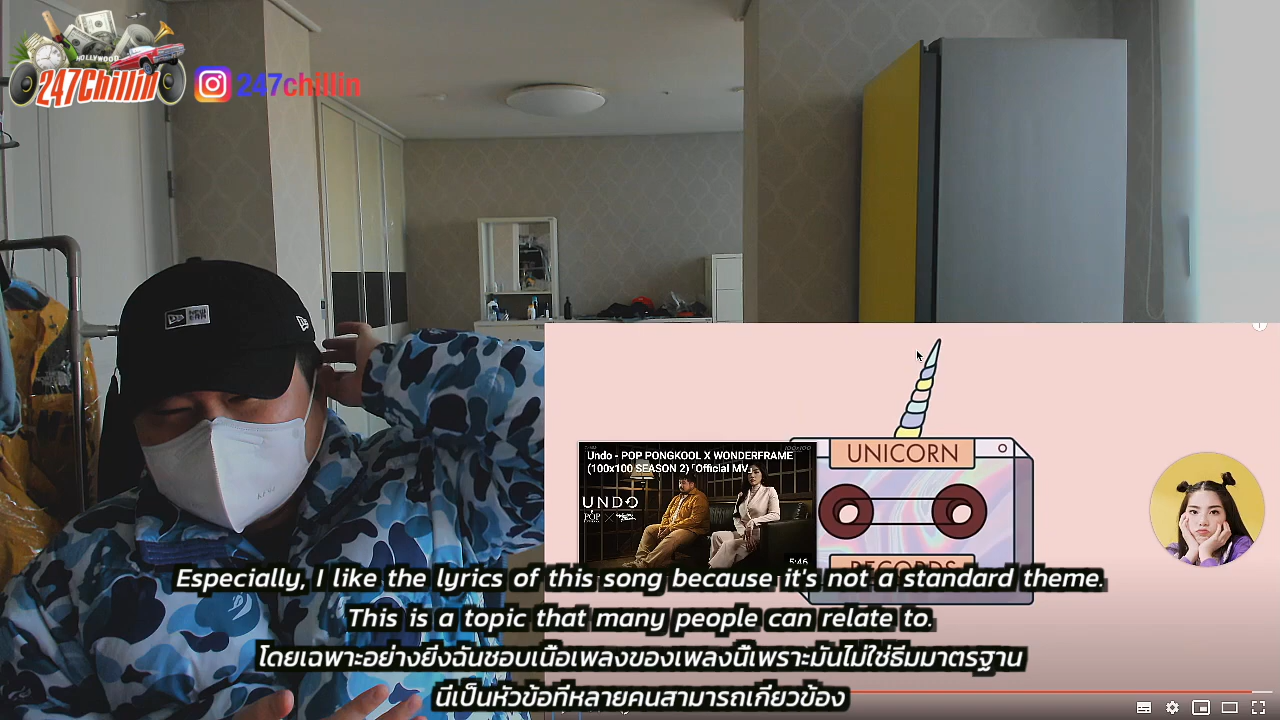 HOLLYWOOD
247Chillin
247chillin
NEW ERA
UNICORN
Undo - POP PONGKOOL X WONDERFRAME
(100x100 SEASON 2) 「Official MV」
UNDO
POP
5:46
RECORDS
Especially, I like the lyrics of this song because it's not a standard theme.
This is a topic that many people can relate to.
โดยเฉพาะอย่างยิ่งฉันชอบเนื้อเพลงของเพลงนี้เพราะมันไม่ใช่ธีมมาตรฐาน
นี่เป็นหัวข้อที่หลายคนสามารถเกี่ยวข้อง